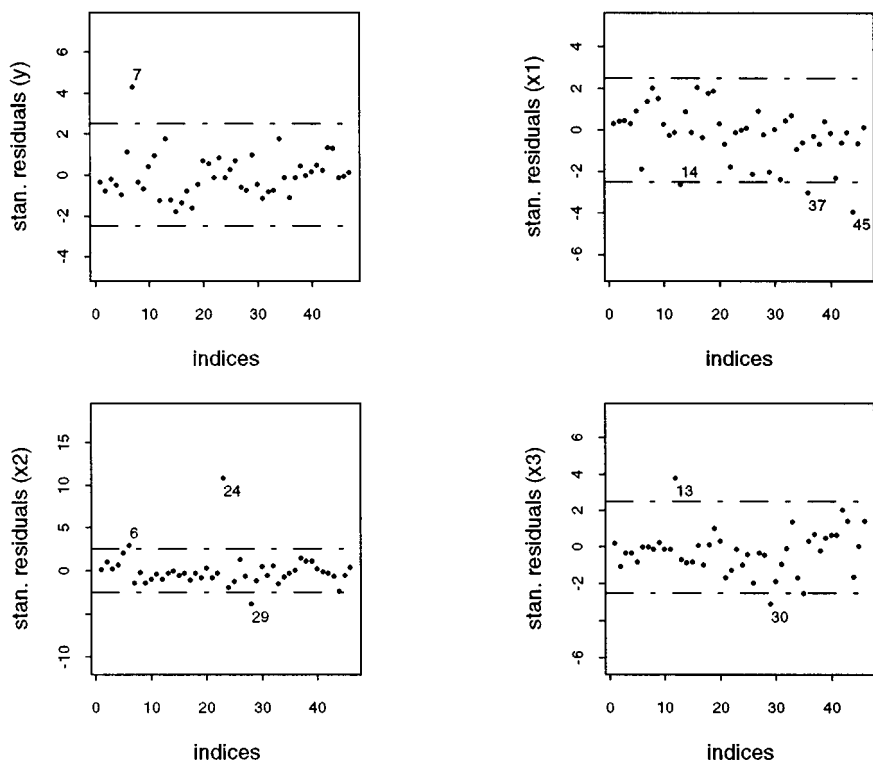 stan. residuals (y)
6
4
2
0
-2
-4
7
0 10 20 30 40
indices
stan. residuals (x1)
4
2
0
-2
-4
-6
14
37
45
0 10 20 30 40
indices
stan. residuals (x2)
15
10
5
0
-5
-10
6
24
29
0 10 20 30 40
indices
stan. residuals (x3)
6
4
2
0
-2
-4
-6
13
30
0 10 20 30 40
indices